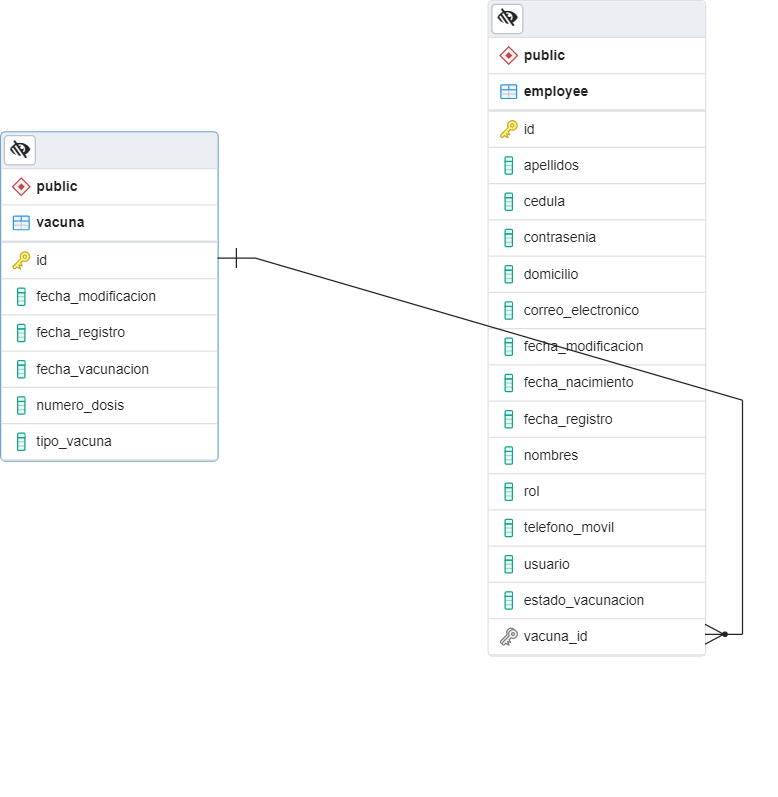 public
vacuna
id
fecha_modificacion
fecha_registro
fecha_vacunacion
numero_dosis
tipo_vacuna
public
employee
id
apellidos
cedula
contrasenia
domicilio
correo_electronico
fecha_modificacion
fecha_nacimiento
fecha_registro
nombres
rol
telefono_movil
usuario
estado_vacunacion
vacuna_id